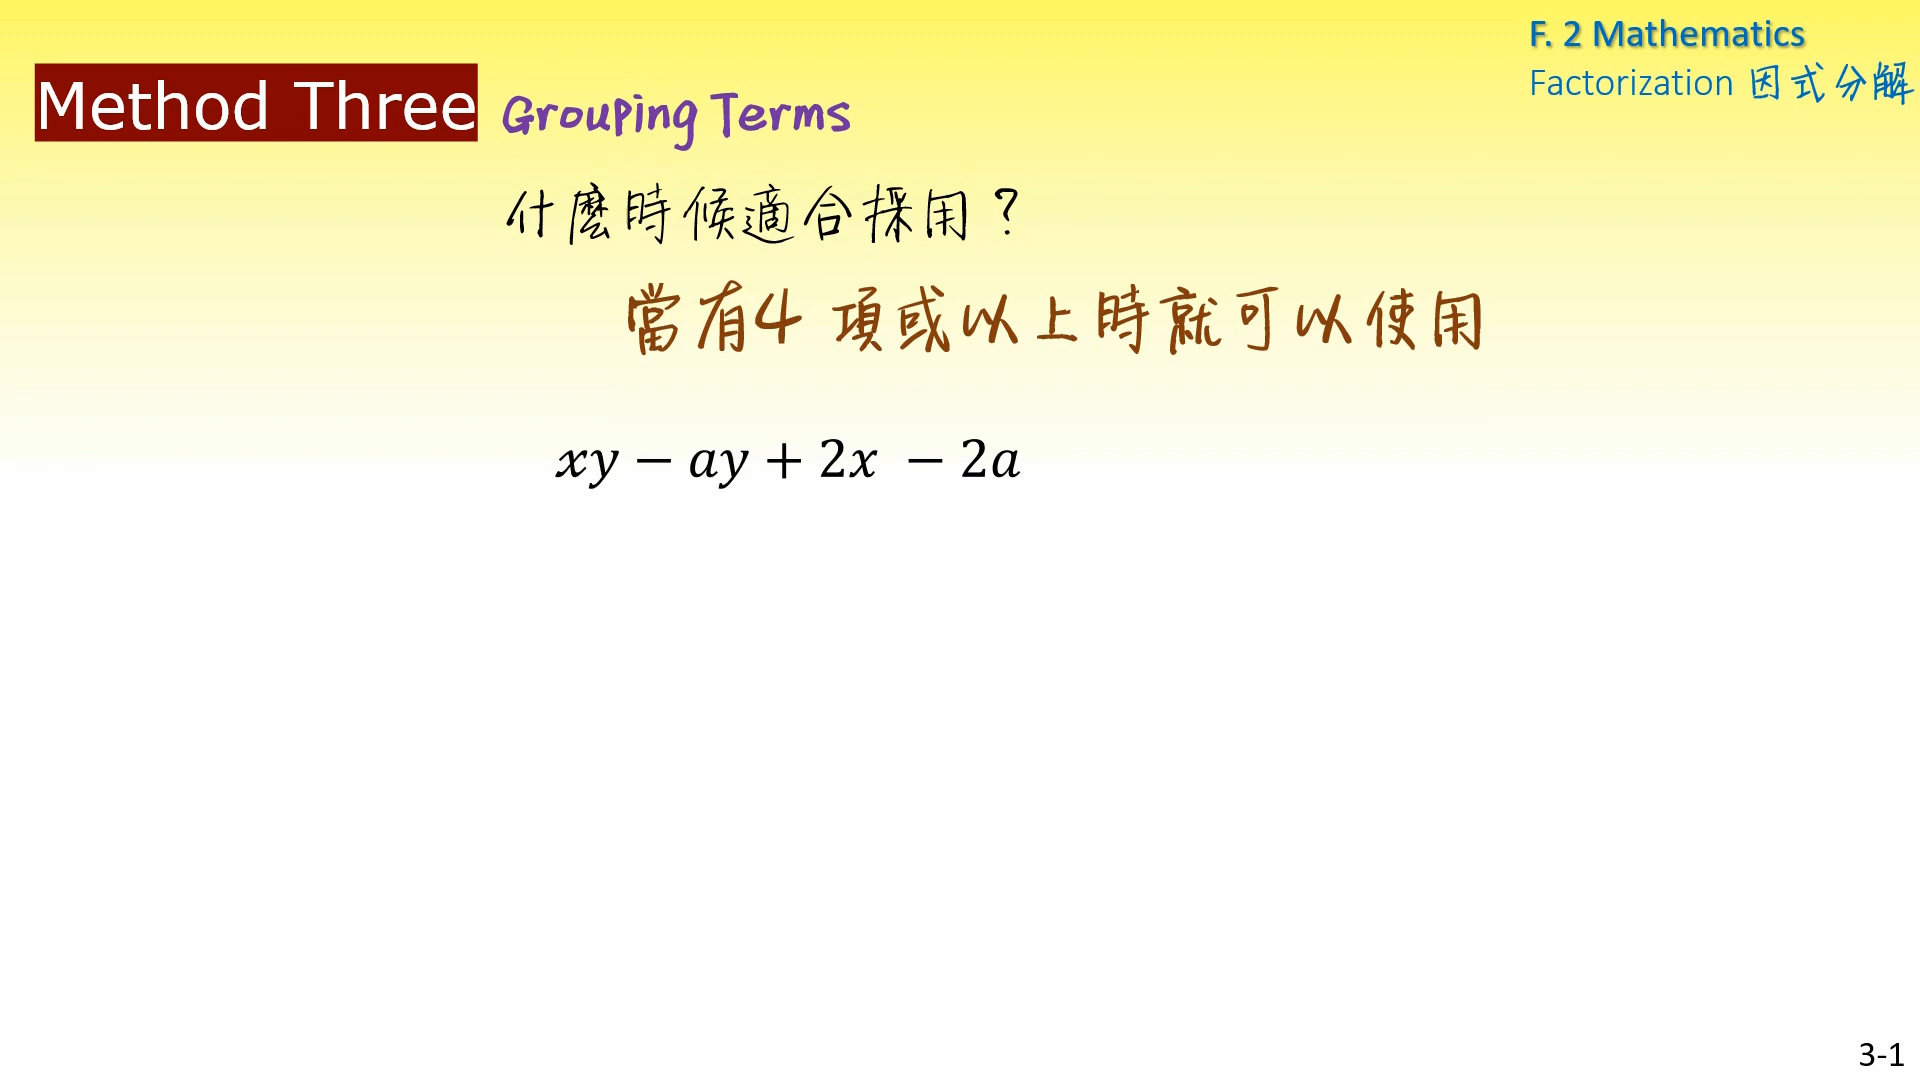 F. 2 Mathematics
Factorization 因式分解
Method Three Grouping Terms
什麼時候適合採用？
當有4 項或以上時就可以使用
xy − ay + 2x − 2a
3-1